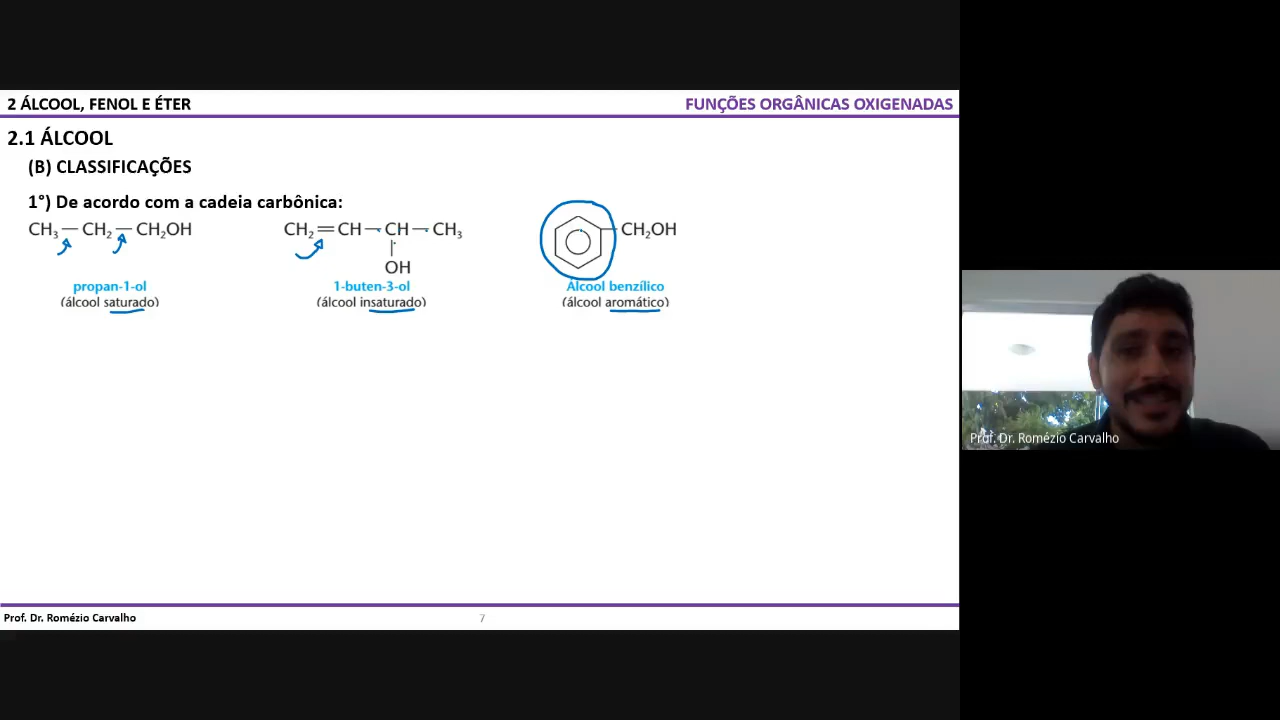 2 ÁLCOOL, FENOL E ÉTER
FUNÇÕES ORGÂNICAS OXIGENADAS
2.1 ÁLCOOL
(B) CLASSIFICAÇÕES
1°) De acordo com a cadeia carbônica:
CH₃—CH₂—CH₂OH
CH₂=CH—CH—CH₃
OH
CH₂OH
propan-1-ol
1-buten-3-ol
Álcool benzílico
(álcool saturado)
(álcool insaturado)
(álcool aromático)
Prof. Dr. Romézio Carvalho
Prof. Dr. Romézio Carvalho
7